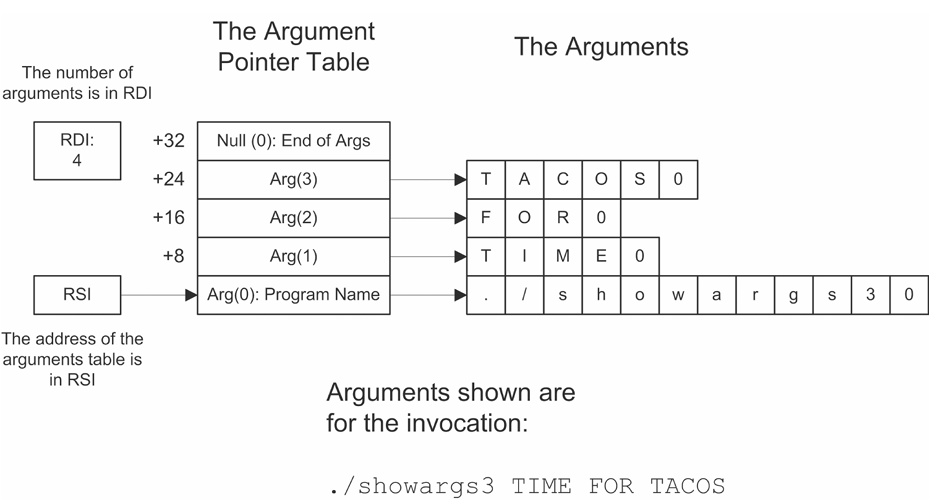 The Argument
Pointer Table
The Arguments
The number of
arguments is in RDI
RDI:
4
+32
Null (0): End of Args
+24
Arg(3)
T A C O S 0
+16
Arg(2)
F O R 0
+8
Arg(1)
T I M E 0
RSI
Arg(0): Program Name
. / s h o w a r g s 3 0
The address of the
arguments table is
in RSI
Arguments shown are
for the invocation:
./showargs3 TIME FOR TACOS